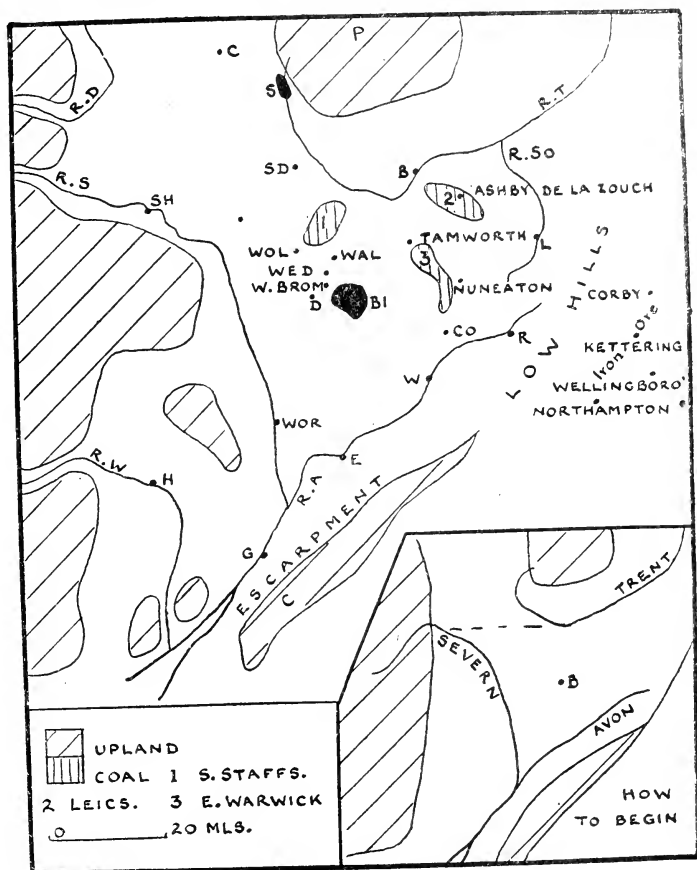 P
C
S
R.D
R.T
R.SO
SD
B
R.S
SH
2
ASHBY DE LA ZOUCH
1
TAMWORTH
L
WOL
WAL
3
WED
W. BROM
NUNEATON
D
BI
CORBY
LOW HILLS
CO
R
KETTERING
Iron Ore
W
WELLINGBORO'
NORTHAMPTON
WOR
E
R.W
H
R.A
G
ESCARPMENT
C
TRENT
SEVERN
B
AVON
HOW
TO BEGIN
UPLAND
COAL 1 S.STAFFS.
2 LEICS. 3 E.WARWICK
0 20 MLS.